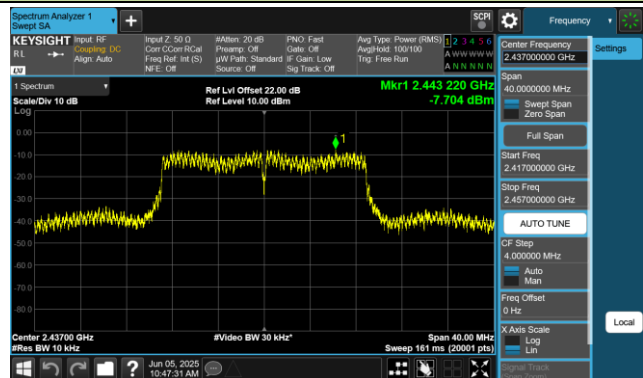 Spectrum Analyzer 1
Swept SA
+
SCPI
Frequency
KEYSIGHT
RL
LW
Input: RF
Coupling: DC
Align: Auto
Input Z: 50 Ω
Corr CCorr RCal
Freq Ref: Int (S)
NFE: Off
#Atten: 20 dB
Preamp: Off
µW Path: Standard
Source: Off
PNO: Fast
Gate: Off
IF Gain: Low
Sig Track: Off
Avg Type: Power (RMS)
Avg|Hold: 100/100
Trig: Free Run
1 2 3 4 5 6
A W W W W W
A N N N N N
1 Spectrum
Scale/Div 10 dB
Log
Ref Lvl Offset 22.00 dB
Ref Level 10.00 dBm
Mkr1 2.443 220 GHz
-7.704 dBm
1
0.00
-10.0
-20.0
-30.0
-40.0
-50.0
-60.0
-70.0
-80.0
Center 2.43700 GHz
#Res BW 10 kHz
#Video BW 30 kHz*
Span 40.00 MHz
Sweep 161 ms (20001 pts)
Jun 05, 2025
10:47:31 AM
?
Center Frequency
2.437000000 GHz
Settings
Span
40.0000000 MHz
Swept Span
Zero Span
Full Span
Start Freq
2.417000000 GHz
Stop Freq
2.457000000 GHz
AUTO TUNE
CF Step
4.000000 MHz
Auto
Man
Freq Offset
0 Hz
X Axis Scale
Log
Lin
Local
Signal Track
(Span Zoom)